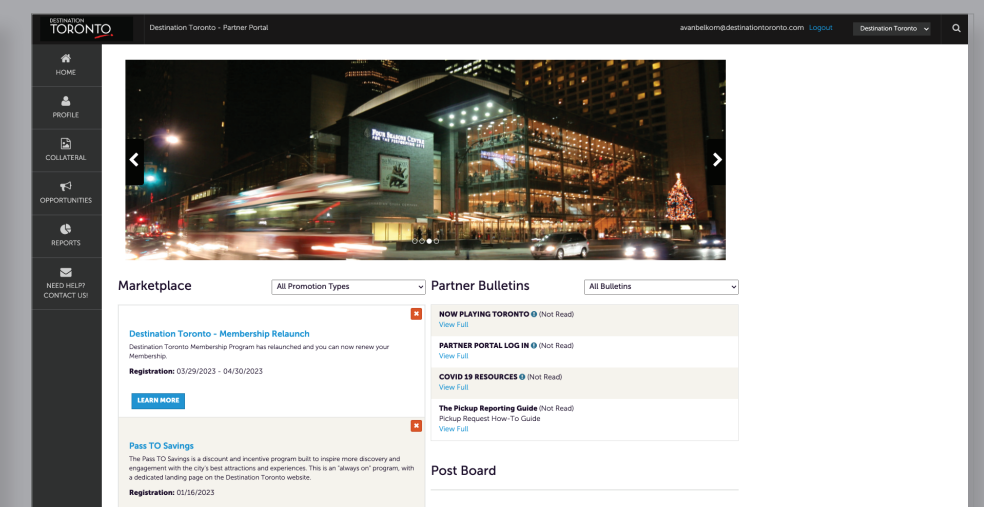 DESTINATION
TORONTO
Destination Toronto - Partner Portal
avanbelkom@destinationtoronto.com Logout
Destination Toronto
HOME
PROFILE
COLLATERAL
OPPORTUNITIES
REPORTS
NEED HELP?
CONTACT US!
FOUR SEASONS CENTRE
FOR THE PERFORMING ARTS
Marketplace
All Promotion Types
Destination Toronto - Membership Relaunch
Destination Toronto Membership Program has relaunched and you can now renew your
Membership.
Registration: 03/29/2023 - 04/30/2023
LEARN MORE
Pass TO Savings
The Pass TO Savings is a discount and incentive program built to inspire more discovery and
engagement with the city's best attractions and experiences. This is an "always on" program, with
a dedicated landing page on the Destination Toronto website.
Registration: 01/16/2023
Partner Bulletins
All Bulletins
NOW PLAYING TORONTO (Not Read)
View Full
PARTNER PORTAL LOG IN (Not Read)
View Full
COVID 19 RESOURCES (Not Read)
View Full
The Pickup Reporting Guide (Not Read)
Pickup Request How-To Guide
View Full
Post Board